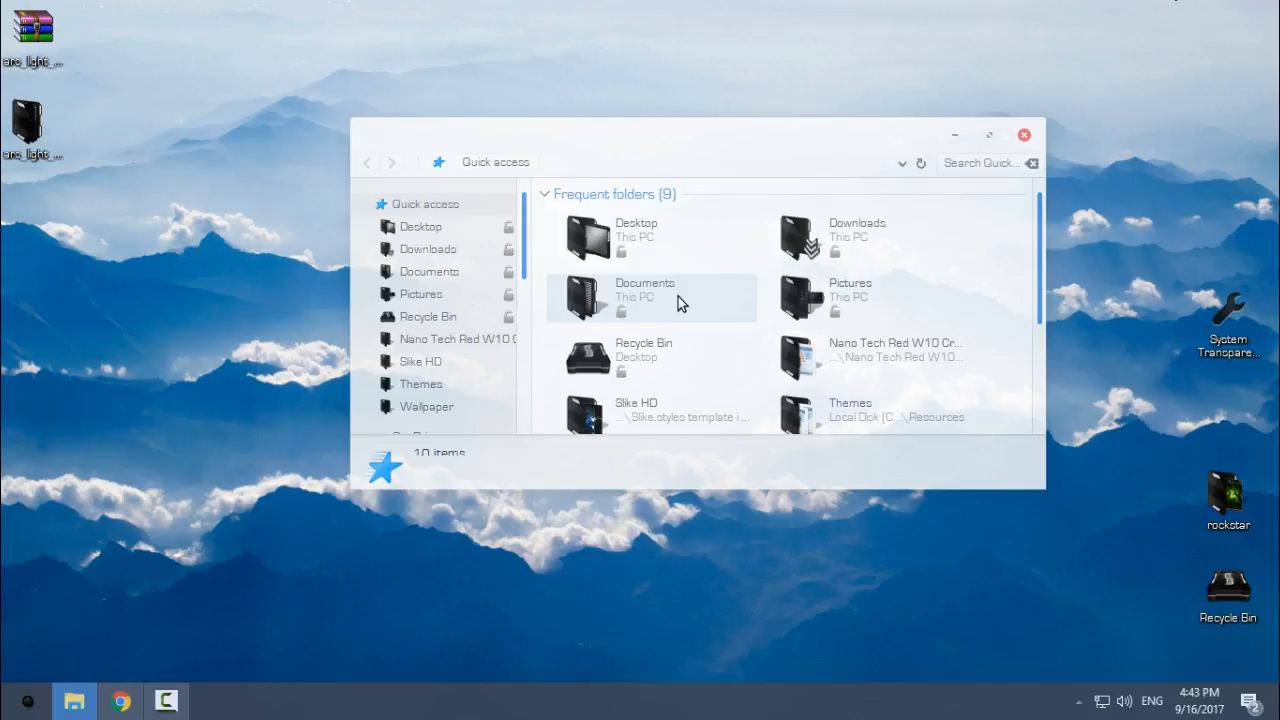 arc_light_...
arc_light_...
Quick access
Search Quick...
Quick access
Desktop
Downloads
Documents
Pictures
Recycle Bin
Nano Tech Red W10 C
Slike HD
Themes
Wallpaper
Frequent folders (9)
Desktop
This PC
Downloads
This PC
Documents
This PC
Pictures
This PC
Recycle Bin
Desktop
Nano Tech Red W10 Cr...
...\Nano Tech Red W10...
Slike HD
...\Slike,styles template i...
Themes
Local Disk (C...\Resources
10 items
System
Transpare...
rockstar
Recycle Bin
ENG
4:43 PM
9/16/2017
2